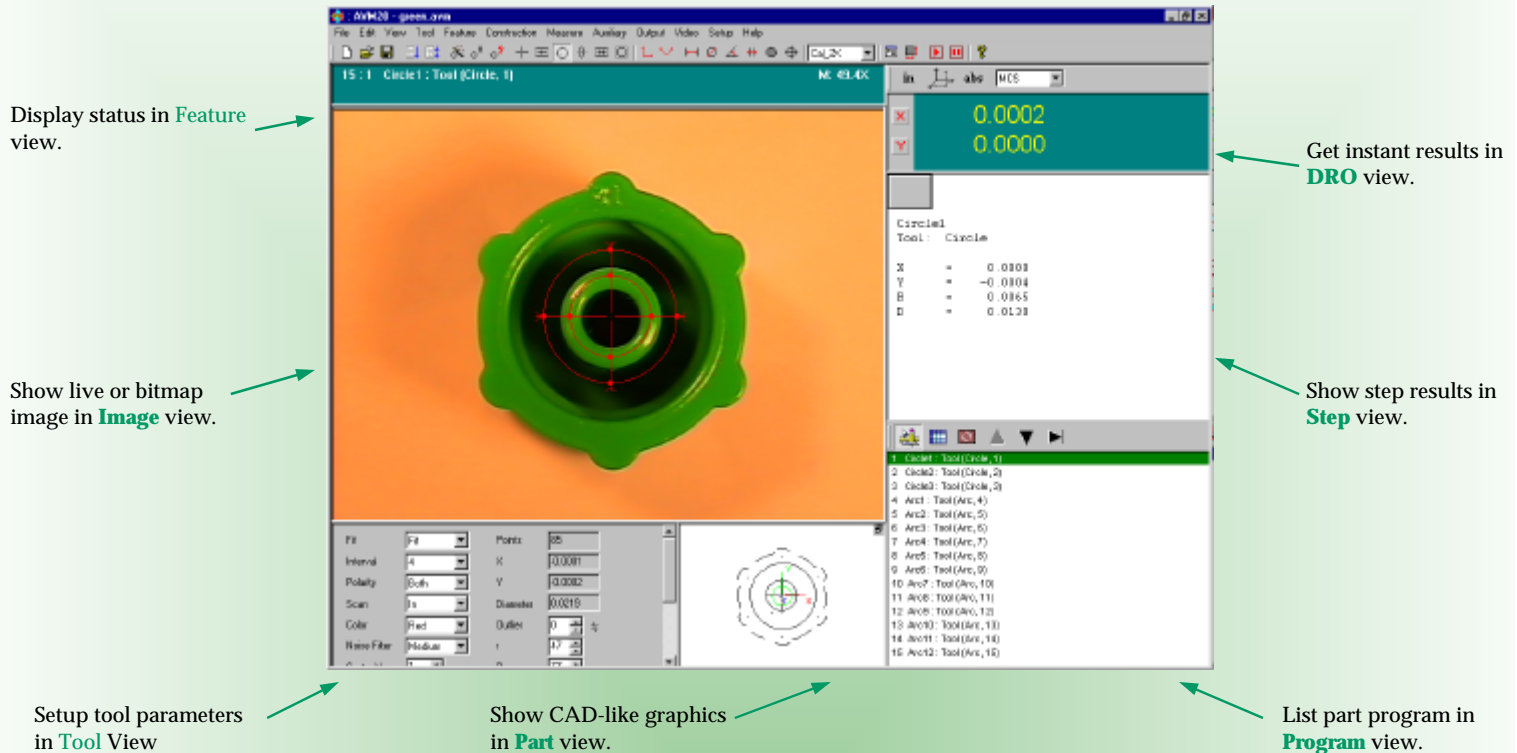 : AVM20 - green.avm
File Edit View Tool Feature Construction Measure Auxiliary Output Video Setup Help
Cal_2X
15 : 1 Circle1 : Tool (Circle, 1) M: 49.4X
in abs MCS
X 0.0002
Y 0.0000
Display status in Feature
view.
Get instant results in
DRO view.
Circle1
Tool: Circle
X =
Y = -0.0004
= 0.0065
D =
Show live or bitmap
image in Image view.
Show step results in
Step view.
1 Circle1 : Tool (Circle, 1)
2 Circle2 : Tool (Circle, 2)
3 Circle3 : Tool (Circle, 3)
4 Arc1 : Tool (Arc, 4)
5 Arc2 : Tool (Arc, 5)
6 Arc3 : Tool (Arc, 6)
7 Arc4 : Tool (Arc, 7)
8 Arc5 : Tool (Arc, 8)
9 Arc6 : Tool (Arc, 9)
10 Arc7 : Tool (Arc, 10)
11 Arc8 : Tool (Arc, 11)
12 Arc9 : Tool (Arc, 12)
13 Arc10 : Tool (Arc, 13)
14 Arc11 : Tool (Arc, 14)
15 Arc12 : Tool (Arc, 15)
Fit Fit Points 85
Interval 4 X -0.0001
Polarity Both Y -0.0002
Scan In Diameter 0.0219
Color Red Outlier 0 %
Noise Filter Medium r 47
Y
X
Setup tool parameters
in Tool View
Show CAD-like graphics
in Part view.
List part program in
Program view.